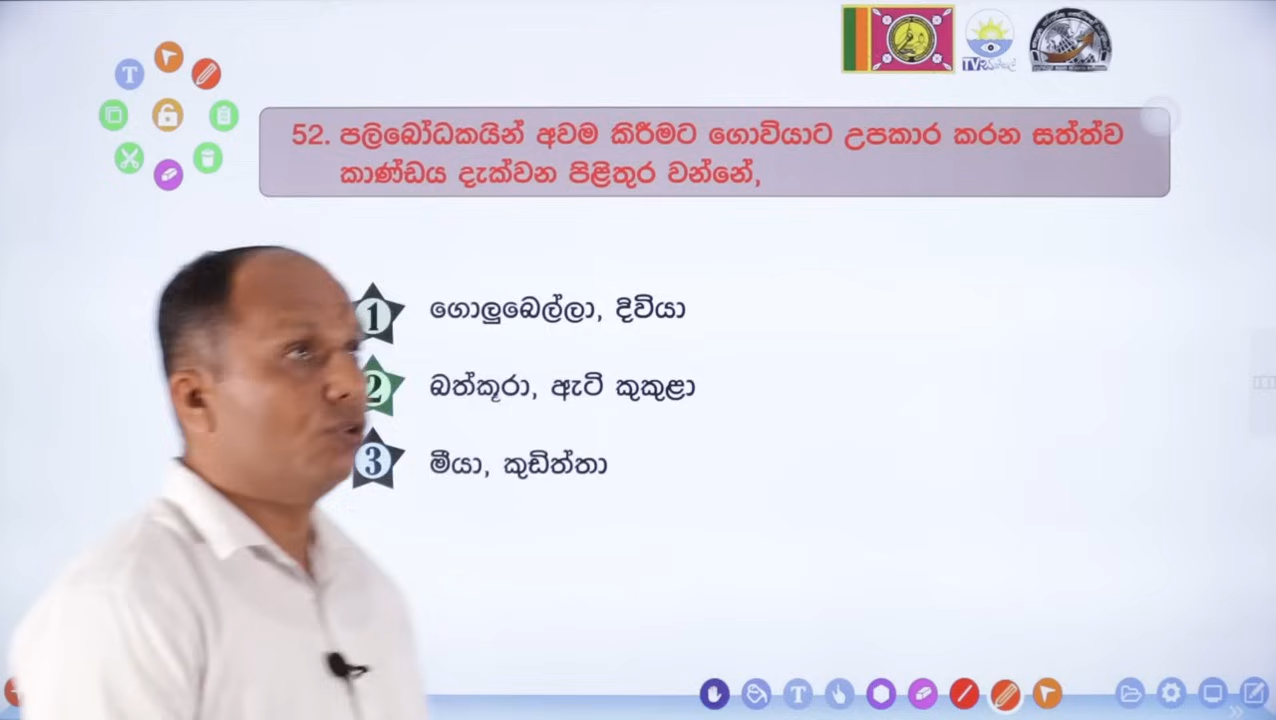 52. පලිබෝධකයින් අවම කිරීමට ගොවියාට උපකාර කරන සත්ත්ව
කාණ්ඩය දැක්වන පිළිතුර වන්නේ,
1 ගොලුබෙල්ලා, දිවියා
2 බත්කූරා, ඇටි කුකුළා
3 මීයා, කුඩිත්තා